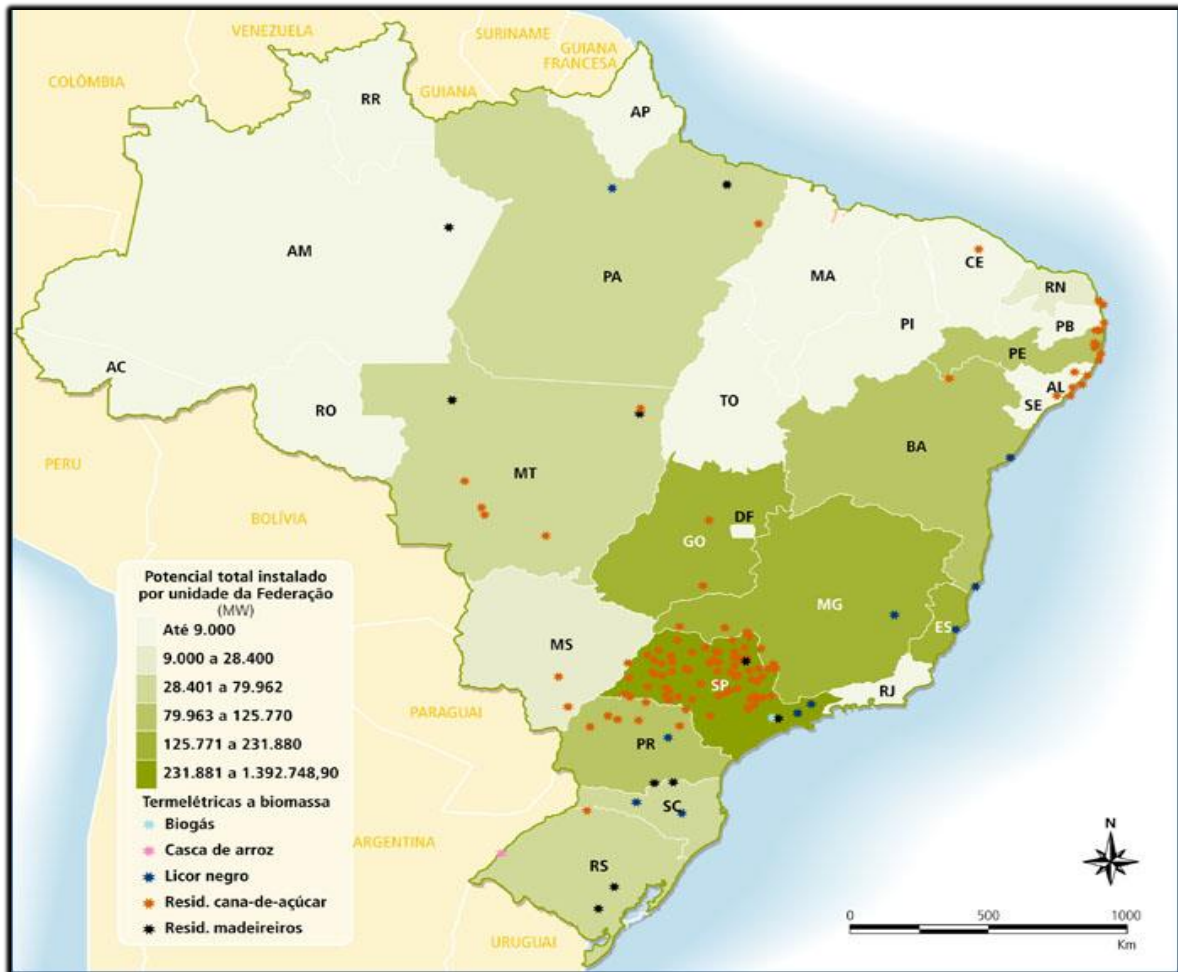 VENEZUELA
SURINAME
GUIANA
FRANCESA
COLÔMBIA
GUIANA
RR
AP
AM
PA
MA
CE
RN
PB
PI
PE
AC
AL
SE
RO
TO
BA
PERU
MT
BOLÍVIA
DF
GO
MG
ES
MS
SP
RJ
PARAGUAI
PR
SC
ARGENTINA
RS
URUGUAI
Potencial total instalado
por unidade da Federação
(MW)
Até 9.000
9.000 a 28.400
28.401 a 79.962
79.963 a 125.770
125.771 a 231.880
231.881 a 1.392.748,90
Termelétricas a biomassa
Biogás
Casca de arroz
Licor negro
Resid. cana-de-açúcar
Resid. madeireiros
N
0 500 1000
Km